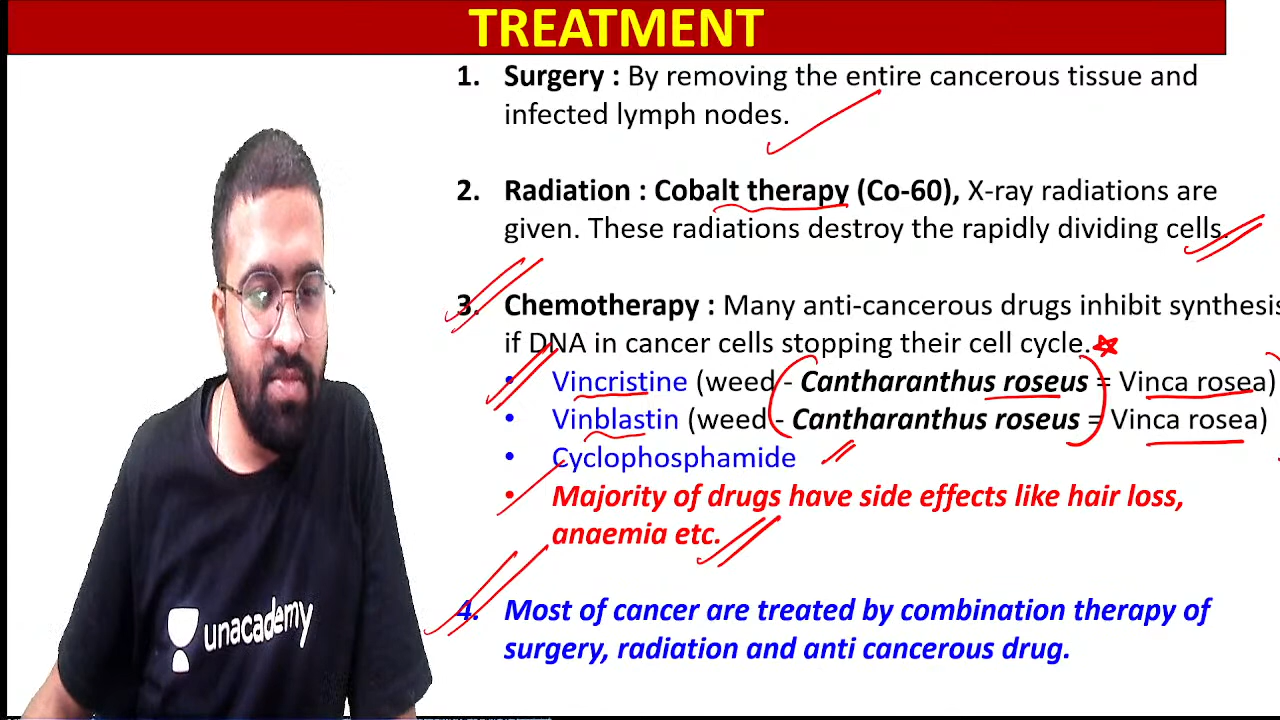 TREATMENT
1. Surgery : By removing the entire cancerous tissue and
infected lymph nodes.
2. Radiation : Cobalt therapy (Co-60), X-ray radiations are
given. These radiations destroy the rapidly dividing cells.
3. Chemotherapy : Many anti-cancerous drugs inhibit synthesis
if DNA in cancer cells stopping their cell cycle.
• Vincristine (weed - Cantharanthus roseus = Vinca rosea)
• Vinblastin (weed - Cantharanthus roseus = Vinca rosea)
• Cyclophosphamide
• Majority of drugs have side effects like hair loss,
anaemia etc.
4. Most of cancer are treated by combination therapy of
surgery, radiation and anti cancerous drug.
unacademy